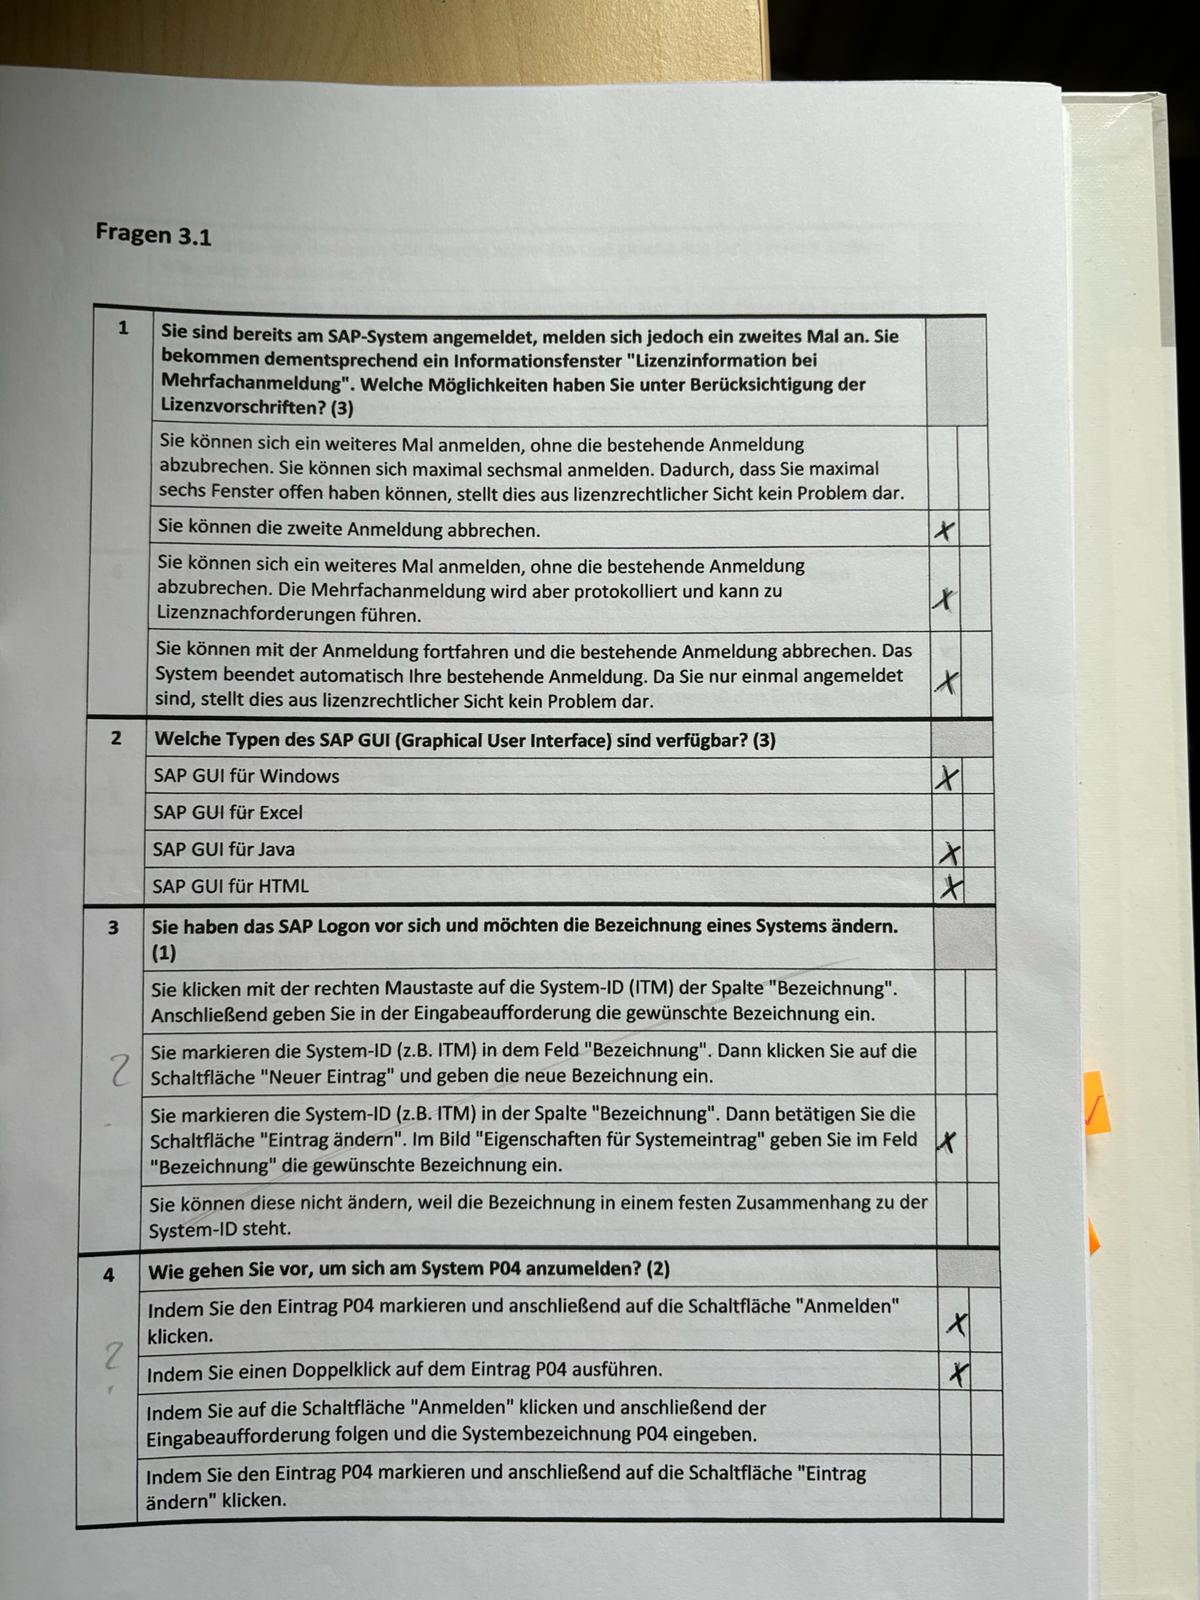 Fragen 3.1
1
Sie sind bereits am SAP-System angemeldet, melden sich jedoch ein zweites Mal an. Sie
bekommen dementsprechend ein Informationsfenster "Lizenzinformation bei
Mehrfachanmeldung". Welche Möglichkeiten haben Sie unter Berücksichtigung der
Lizenzvorschriften? (3)
Sie können sich ein weiteres Mal anmelden, ohne die bestehende Anmeldung
abzubrechen. Sie können sich maximal sechsmal anmelden. Dadurch, dass Sie maximal
sechs Fenster offen haben können, stellt dies aus lizenzrechtlicher Sicht kein Problem dar.
Sie können die zweite Anmeldung abbrechen. X
Sie können sich ein weiteres Mal anmelden, ohne die bestehende Anmeldung
abzubrechen. Die Mehrfachanmeldung wird aber protokolliert und kann zu X
Lizenznachforderungen führen.
Sie können mit der Anmeldung fortfahren und die bestehende Anmeldung abbrechen. Das
System beendet automatisch Ihre bestehende Anmeldung. Da Sie nur einmal angemeldet X
sind, stellt dies aus lizenzrechtlicher Sicht kein Problem dar.
2 Welche Typen des SAP GUI (Graphical User Interface) sind verfügbar? (3)
SAP GUI für Windows X
SAP GUI für Excel
SAP GUI für Java X
SAP GUI für HTML X
3 Sie haben das SAP Logon vor sich und möchten die Bezeichnung eines Systems ändern.
(1)
Sie klicken mit der rechten Maustaste auf die System-ID (ITM) der Spalte "Bezeichnung".
Anschließend geben Sie in der Eingabeaufforderung die gewünschte Bezeichnung ein.
?
Sie markieren die System-ID (z.B. ITM) in dem Feld "Bezeichnung". Dann klicken Sie auf die
Schaltfläche "Neuer Eintrag" und geben die neue Bezeichnung ein.
Sie markieren die System-ID (z.B. ITM) in der Spalte "Bezeichnung". Dann betätigen Sie die
Schaltfläche "Eintrag ändern". Im Bild "Eigenschaften für Systemeintrag" geben Sie im Feld X
"Bezeichnung" die gewünschte Bezeichnung ein.
Sie können diese nicht ändern, weil die Bezeichnung in einem festen Zusammenhang zu der
System-ID steht.
4 Wie gehen Sie vor, um sich am System P04 anzumelden? (2)
Indem Sie den Eintrag P04 markieren und anschließend auf die Schaltfläche "Anmelden" X
klicken.
?
Indem Sie einen Doppelklick auf dem Eintrag P04 ausführen. X
Indem Sie auf die Schaltfläche "Anmelden" klicken und anschließend der
Eingabeaufforderung folgen und die Systembezeichnung P04 eingeben.
Indem Sie den Eintrag P04 markieren und anschließend auf die Schaltfläche "Eintrag
ändern" klicken.